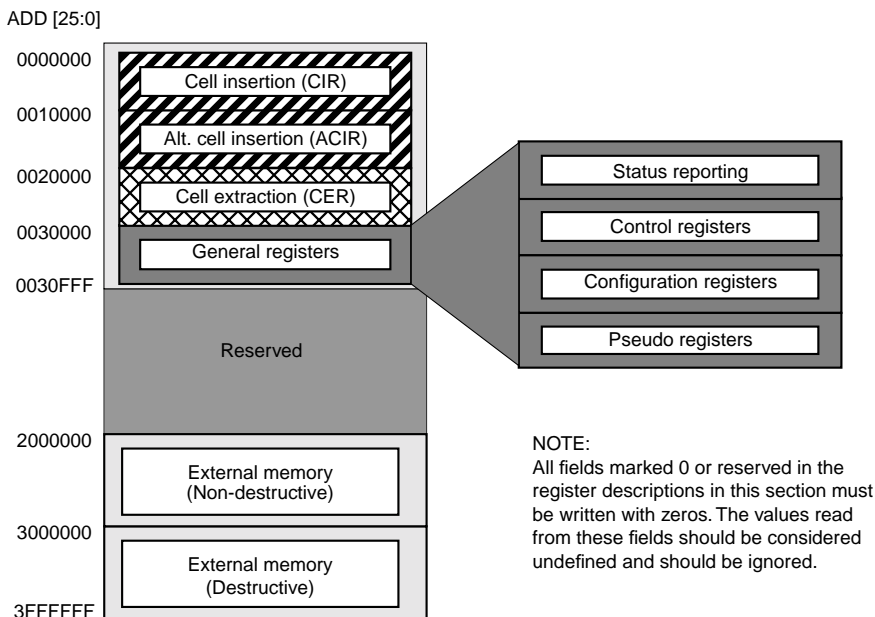 ADD [25:0]
0000000
Cell insertion (CIR)
0010000
Alt. cell insertion (ACIR)
0020000
Cell extraction (CER)
0030000
General registers
0030FFF
Status reporting
Control registers
Configuration registers
Pseudo registers
Reserved
2000000
External memory
(Non-destructive)
3000000
External memory
(Destructive)
3FFFFFF
NOTE:
All fields marked 0 or reserved in the
register descriptions in this section must
be written with zeros. The values read
from these fields should be considered
undefined and should be ignored.